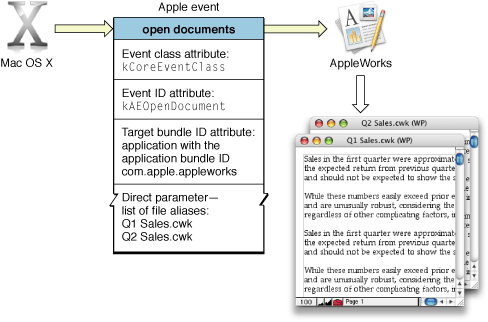 Apple event
open documents
Mac OS X
Event class attribute:
kCoreEventClass
Event ID attribute:
kAEOpenDocument
Target bundle ID attribute:
application with the
application bundle ID
com.apple.appleworks
Direct parameter—
list of file aliases:
Q1 Sales.cwk
Q2 Sales.cwk
AppleWorks
Q2 Sales.cwk (WP)
Q1 Sales.cwk (WP)
Sales in the first quarter were approximat
the expected return from previous quarte
and should not be expected to show the s
While these numbers easily exceed prior e
and are unusually robust, considering the
regardless of other complicating factors, i
Sales in the first quarter were approximat
the expected return from previous quarte
and should not be expected to show the s
While these numbers easily exceed prior e
and are unusually robust, considering the
regardless of other complicating factors, i
100 Page 1